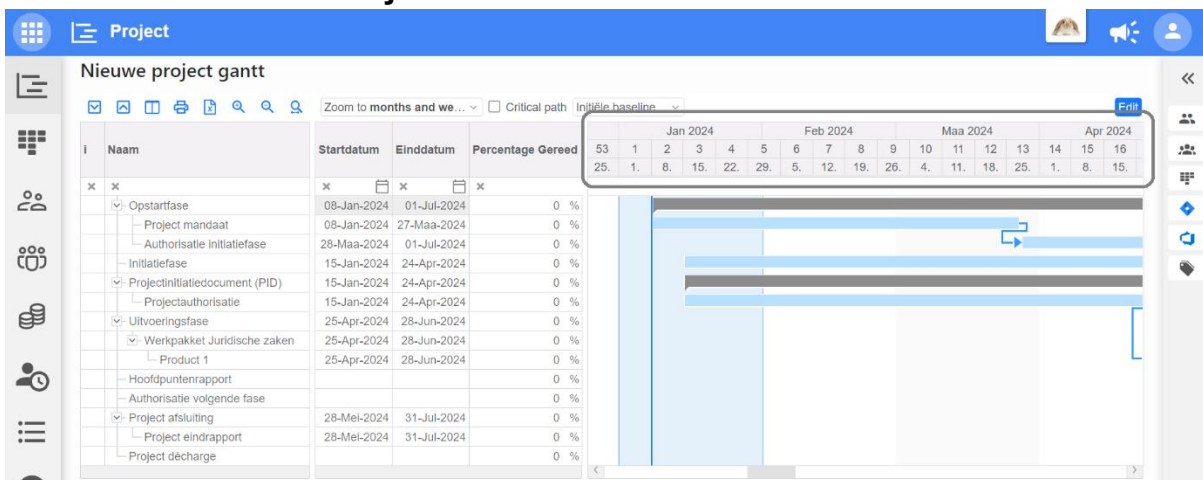 Project
Nieuwe project gantt
Zoom to months and we... Critical path Initiële baseline Edit
Jan 2024 Feb 2024 Maa 2024 Apr 2024
i Naam Startdatum Einddatum Percentage Gereed 53 1 2 3 4 5 6 7 8 9 10 11 12 13 14 15 16
25. 1. 8. 15. 22. 29. 5. 12. 19. 26. 4. 11. 18. 25. 1. 8. 15.
Opstartfase 08-Jan-2024 01-Jul-2024 0 %
Project mandaat 08-Jan-2024 27-Maa-2024 0 %
Authorisatie initiatiefase 28-Maa-2024 01-Jul-2024 0 %
Initiatiefase 15-Jan-2024 24-Apr-2024 0 %
Projectinitiatiedocument (PID) 15-Jan-2024 24-Apr-2024 0 %
Projectauthorisatie 15-Jan-2024 24-Apr-2024 0 %
Uitvoeringsfase 25-Apr-2024 28-Jun-2024 0 %
Werkpakket Juridische zaken 25-Apr-2024 28-Jun-2024 0 %
Product 1 25-Apr-2024 28-Jun-2024 0 %
Hoofdpuntenrapport 0 %
Authorisatie volgende fase 0 %
Project afsluiting 28-Mei-2024 31-Jul-2024 0 %
Project eindrapport 28-Mei-2024 31-Jul-2024 0 %
Project décharge 0 %